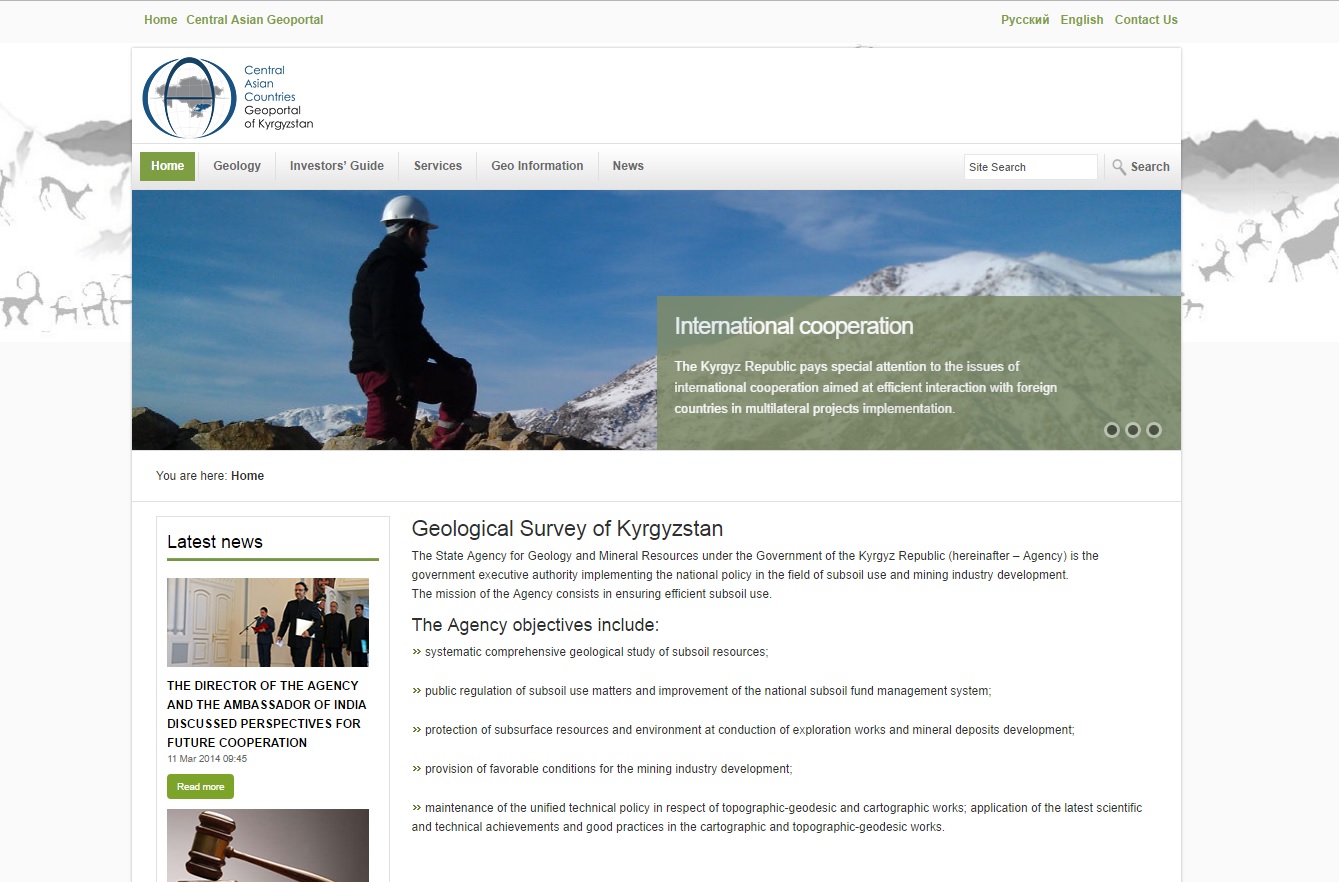 Home Central Asian Geoportal
Русский English Contact Us
Central
Asian
Countries
Geoportal
of Kyrgyzstan
Home Geology Investors’ Guide Services Geo Information News
Site Search Search
International cooperation
The Kyrgyz Republic pays special attention to the issues of
international cooperation aimed at efficient interaction with foreign
countries in multilateral projects implementation.
You are here: Home
Latest news
THE DIRECTOR OF THE AGENCY
AND THE AMBASSADOR OF INDIA
DISCUSSED PERSPECTIVES FOR
FUTURE COOPERATION
11 Mar 2014 09:45
Read more
Geological Survey of Kyrgyzstan
The State Agency for Geology and Mineral Resources under the Government of the Kyrgyz Republic (hereinafter – Agency) is the
government executive authority implementing the national policy in the field of subsoil use and mining industry development.
The mission of the Agency consists in ensuring efficient subsoil use.
The Agency objectives include:
›› systematic comprehensive geological study of subsoil resources;
›› public regulation of subsoil use matters and improvement of the national subsoil fund management system;
›› protection of subsurface resources and environment at conduction of exploration works and mineral deposits development;
›› provision of favorable conditions for the mining industry development;
›› maintenance of the unified technical policy in respect of topographic-geodesic and cartographic works; application of the latest scientific
and technical achievements and good practices in the cartographic and topographic-geodesic works.